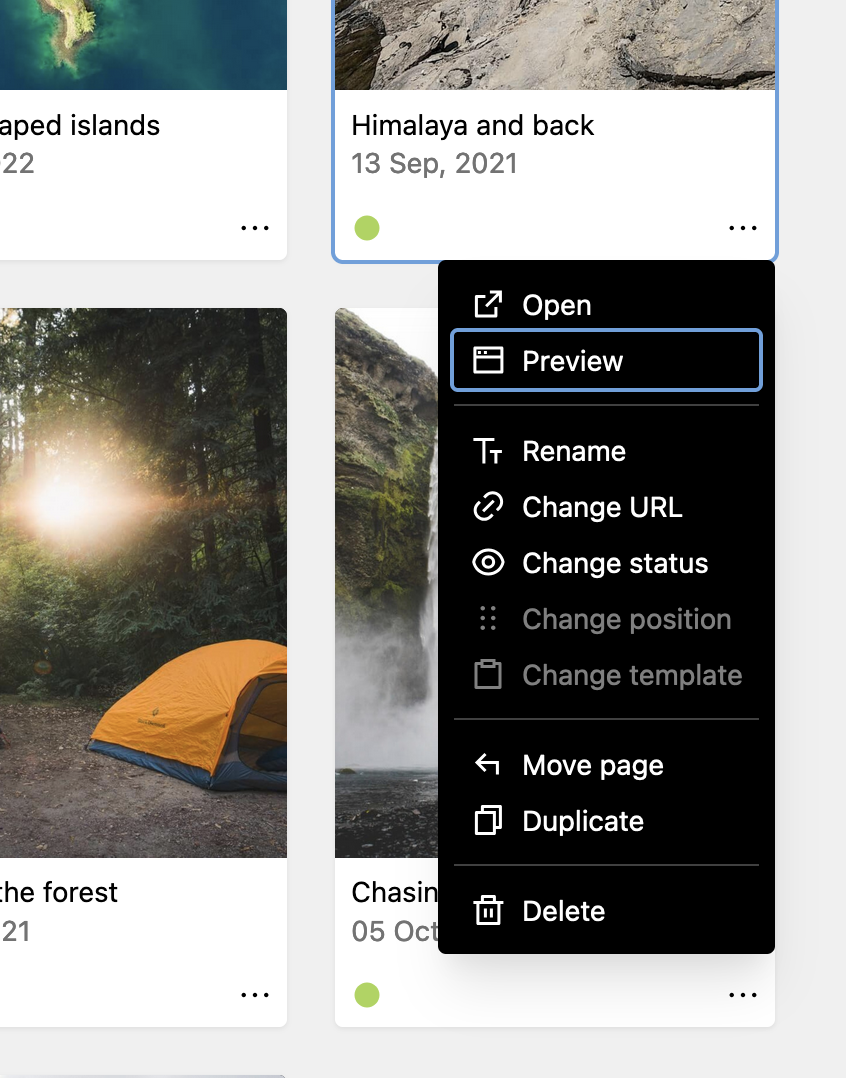 aped islands
22
Himalaya and back
13 Sep, 2021
Open
Preview
Rename
Change URL
Change status
Change position
Change template
Move page
Duplicate
Delete
the forest
21
Chasin
05 Oct